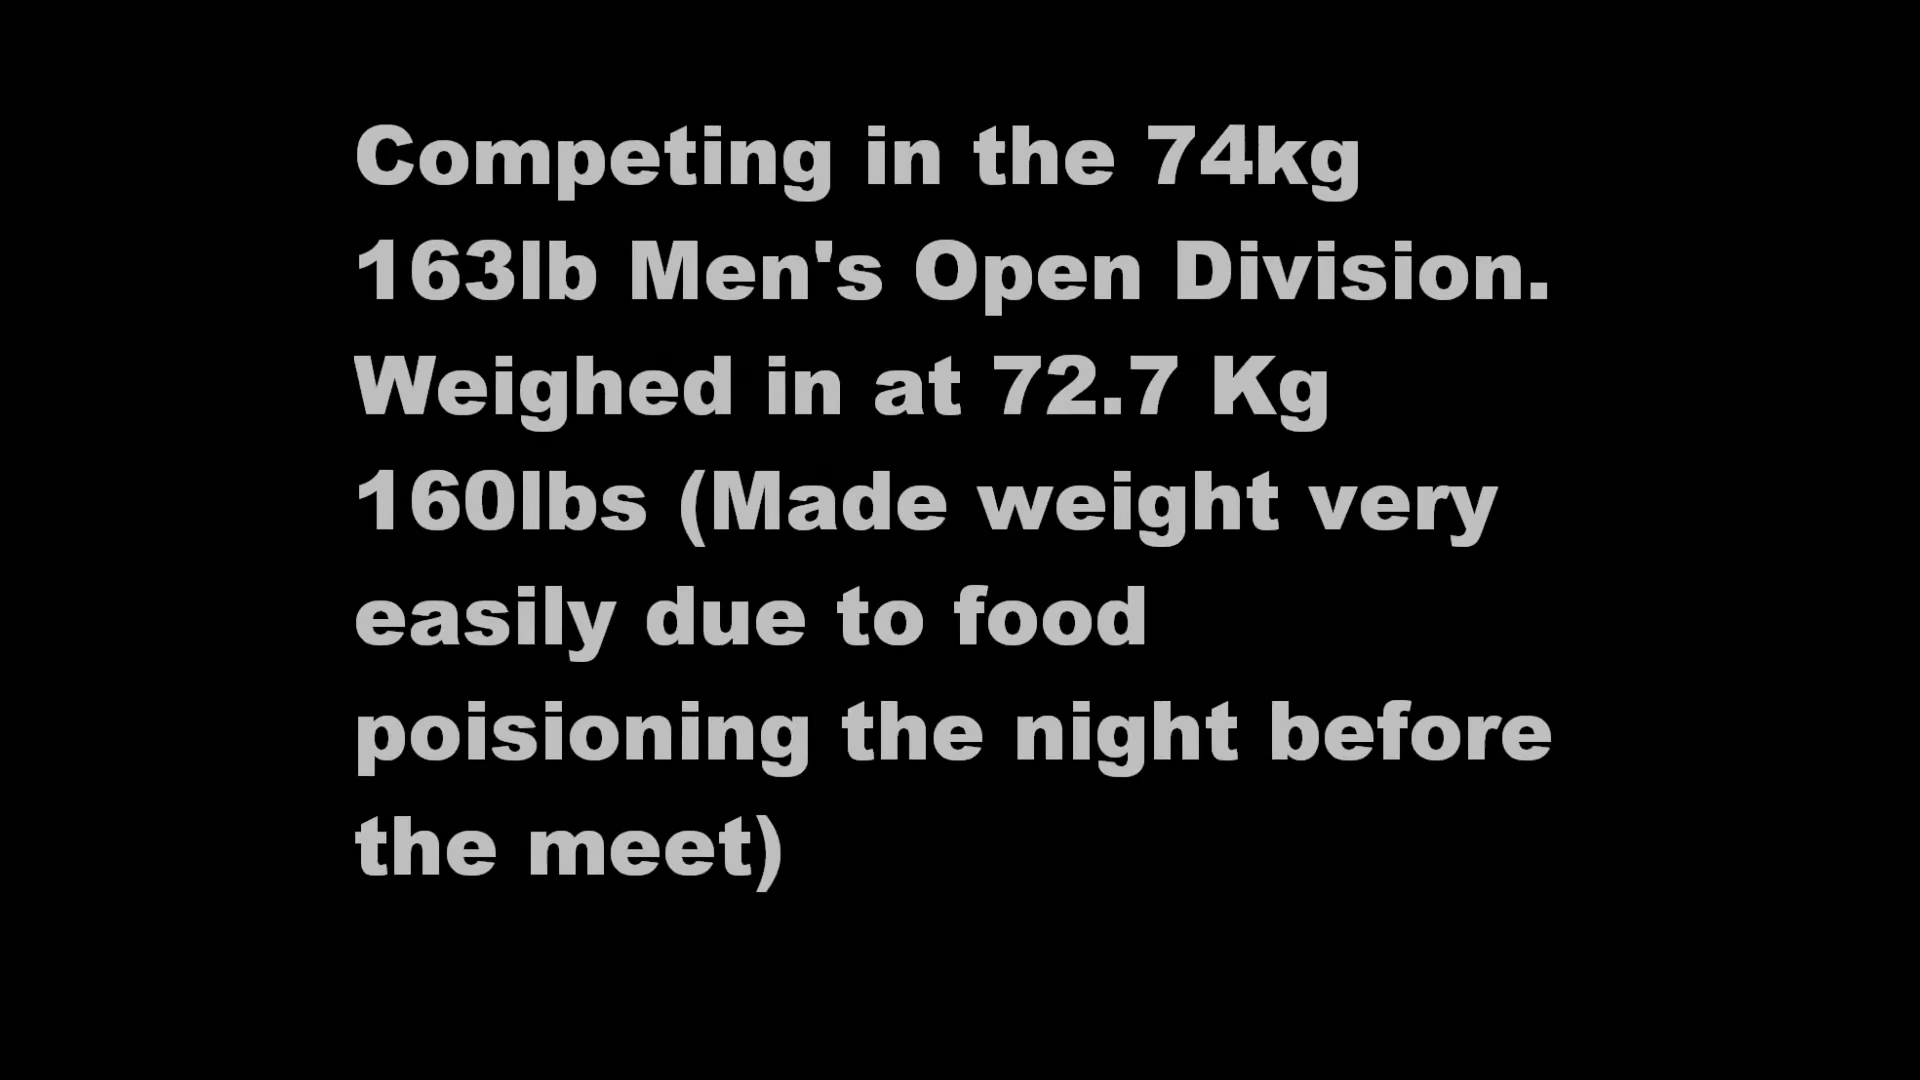 Competing in the 74kg
163lb Men's Open Division.
Weighed in at 72.7 Kg
160lbs (Made weight very
easily due to food
poisioning the night before
the meet)